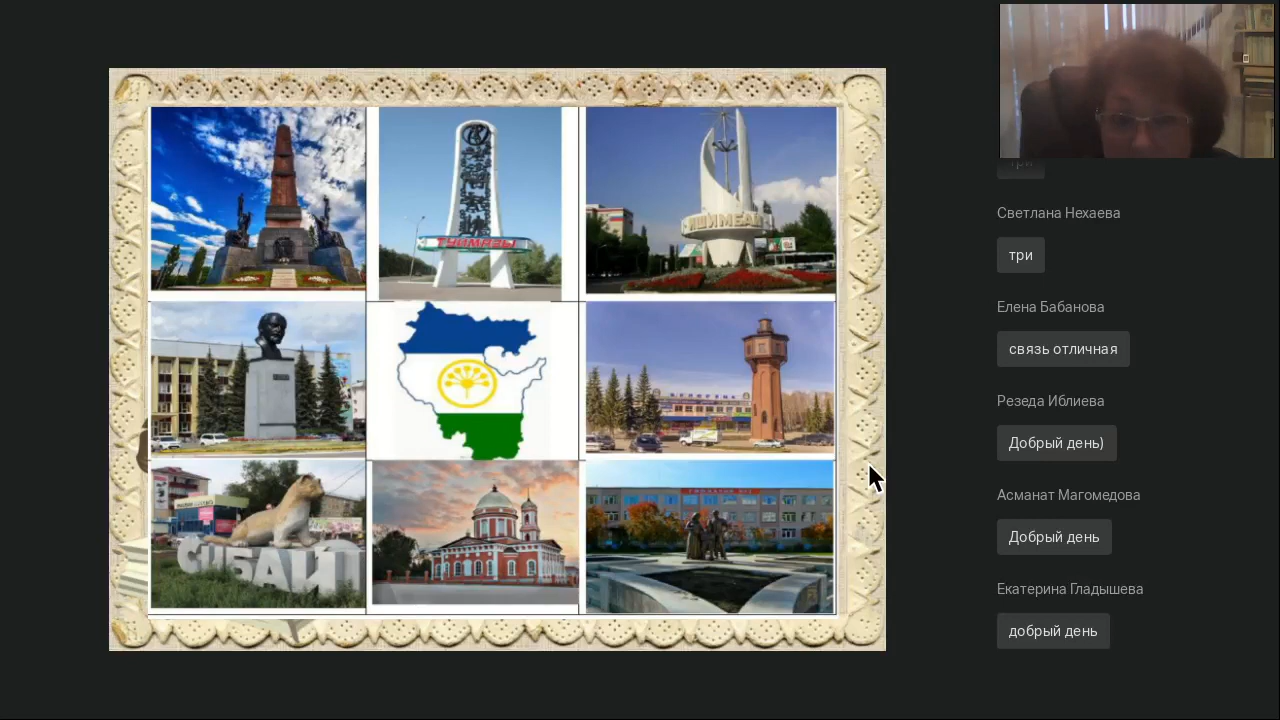 ТУЙМАЗЫ
ИШИМБАЙ
СИБАЙ
три
Светлана Нехаева
три
Елена Бабанова
связь отличная
Резеда Иблиева
Добрый день)
Асманат Магомедова
Добрый день
Екатерина Гладышева
добрый день